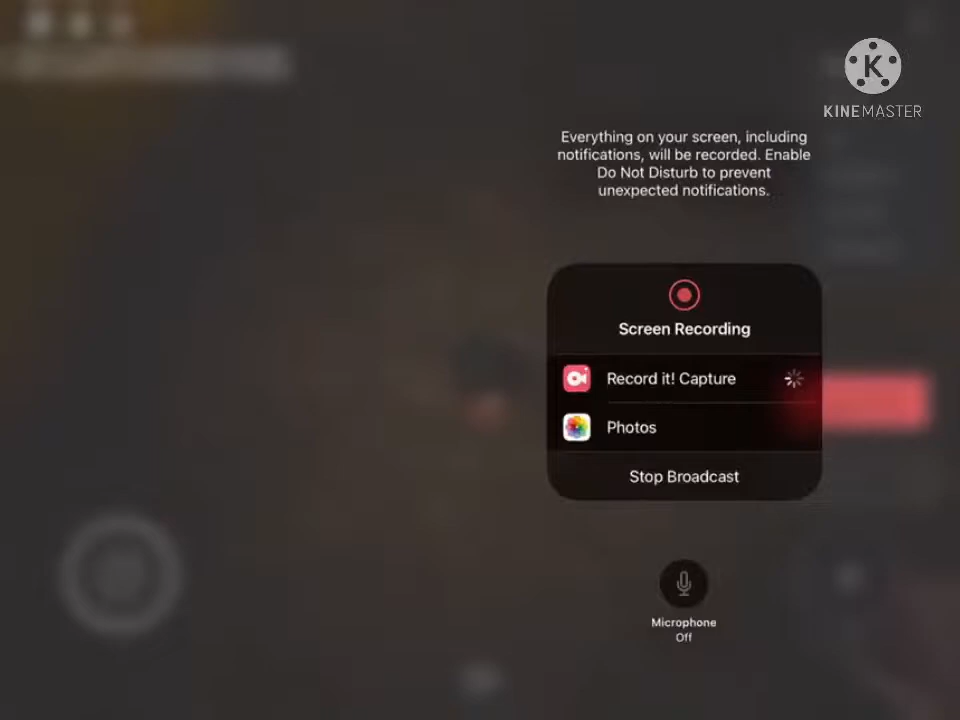 K
KINEMASTER
Everything on your screen, including
notifications, will be recorded. Enable
Do Not Disturb to prevent
unexpected notifications.
Screen Recording
Record it! Capture
Photos
Stop Broadcast
Microphone
Off